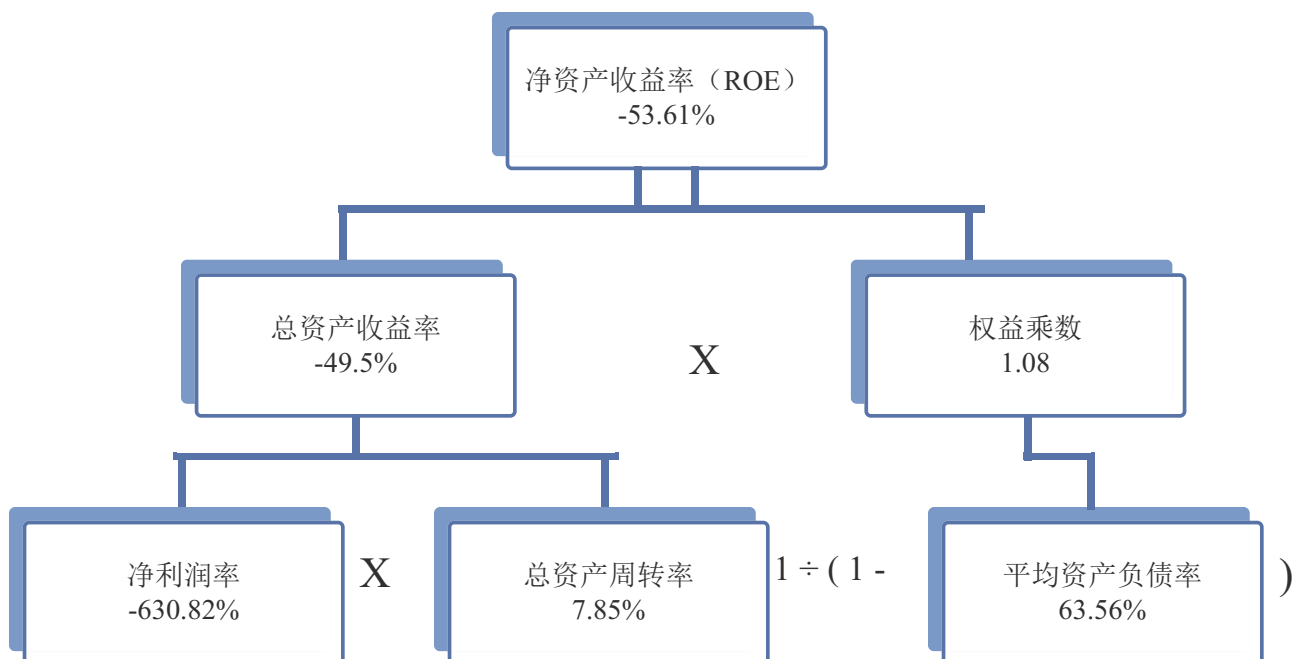 净资产收益率（ROE）
-53.61%
总资产收益率
-49.5%
X
权益乘数
1.08
净利润率
-630.82%
X
总资产周转率
7.85%
1 ÷ ( 1 -
平均资产负债率
63.56%
)